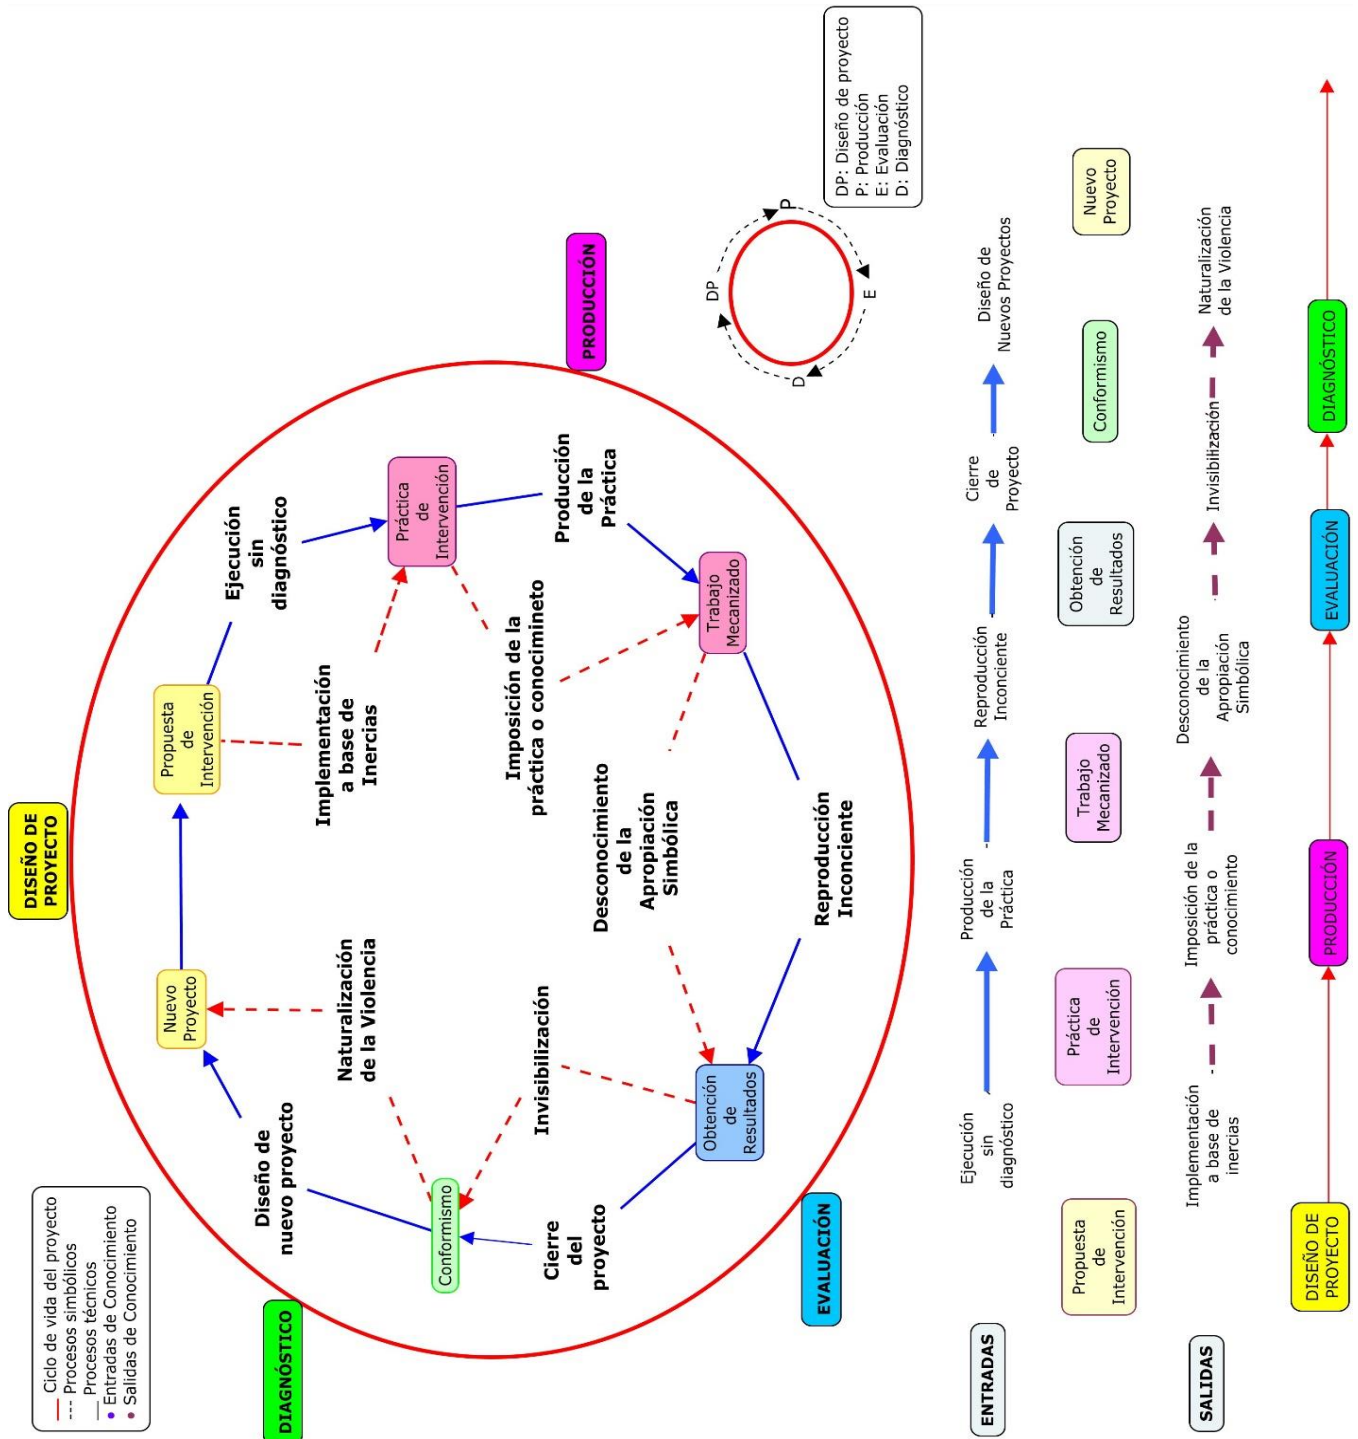 Ciclo de vida del proyecto
Procesos simbólicos
Procesos técnicos
Entradas de Conocimiento
Salidas de Conocimiento
DISEÑO DE
PROYECTO
PRODUCCIÓN
EVALUACIÓN
DIAGNÓSTICO
Nuevo
Proyecto
Propuesta
de
Intervención
Ejecución
sin
diagnóstico
Implementación
a base de
Inercias
Práctica
de
Intervención
Producción
de la
Práctica
Imposición de la
práctica o conocimineto
Trabajo
Mecanizado
Desconocimiento
de la
Apropiación
Simbólica
Reproducción
Inconciente
Obtención
de
Resultados
Invisibilización
Cierre
del
proyecto
Conformismo
Naturalización
de la Violencia
Diseño de
nuevo proyecto
DP
P
E
D
DP: Diseño de proyecto
P: Producción
E: Evaluación
D: Diagnóstico
ENTRADAS
Ejecución
sin
diagnóstico
Producción
de la
Práctica
Reproducción
Inconciente
Cierre
de
Proyecto
Diseño de
Nuevos Proyectos
Propuesta
de
Intervención
Práctica
de
Intervención
Trabajo
Mecanizado
Obtención
de
Resultados
Conformismo
Nuevo
Proyecto
SALIDAS
Implementación
a base de
inercias
Imposición de la
práctica o
conocimiento
Desconocimiento
de la
Apropiación
Simbólica
Invisibilización
Naturalización
de la Violencia
DISEÑO DE
PROYECTO
PRODUCCIÓN
EVALUACIÓN
DIAGNÓSTICO